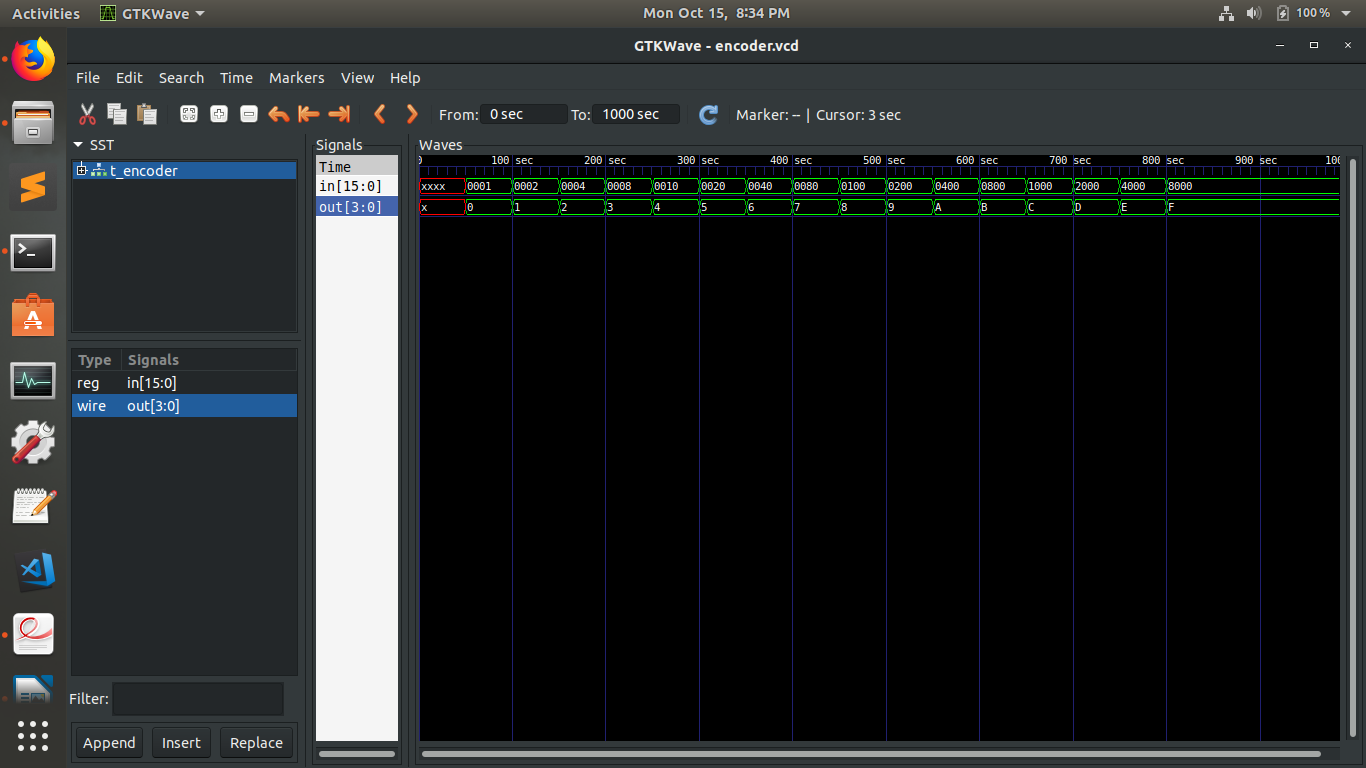 Activities GTKWave Mon Oct 15, 8:34 PM 100 %
GTKWave - encoder.vcd
File Edit Search Time Markers View Help
From: 0 sec To: 1000 sec Marker: -- | Cursor: 3 sec
SST
t_encoder
Type Signals
reg in[15:0]
wire out[3:0]
Filter:
Append Insert Replace
Signals
Time
in[15:0]
out[3:0]
Waves
0 100 sec 200 sec 300 sec 400 sec 500 sec 600 sec 700 sec 800 sec 900 sec 100
xxxx 0001 0002 0004 0008 0010 0020 0040 0080 0100 0200 0400 0800 1000 2000 4000 8000
x 0 1 2 3 4 5 6 7 8 9 A B C D E F